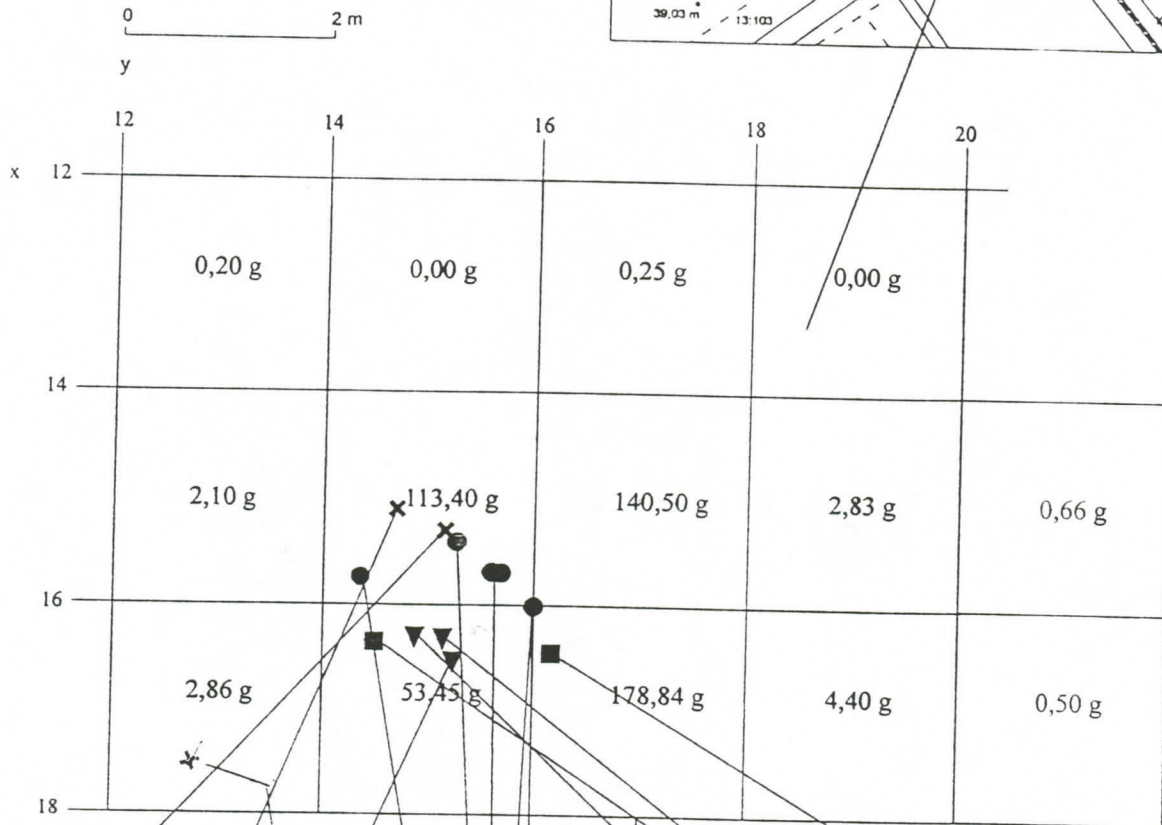 0 2 m
39,03 m 13:103
y
12 14 16 18 20
x 12
0,20 g 0,00 g 0,25 g 0,00 g
14
2,10 g 113,40 g 140,50 g 2,83 g 0,66 g
16
2,86 g 53,45 g 178,84 g 4,40 g 0,50 g
18